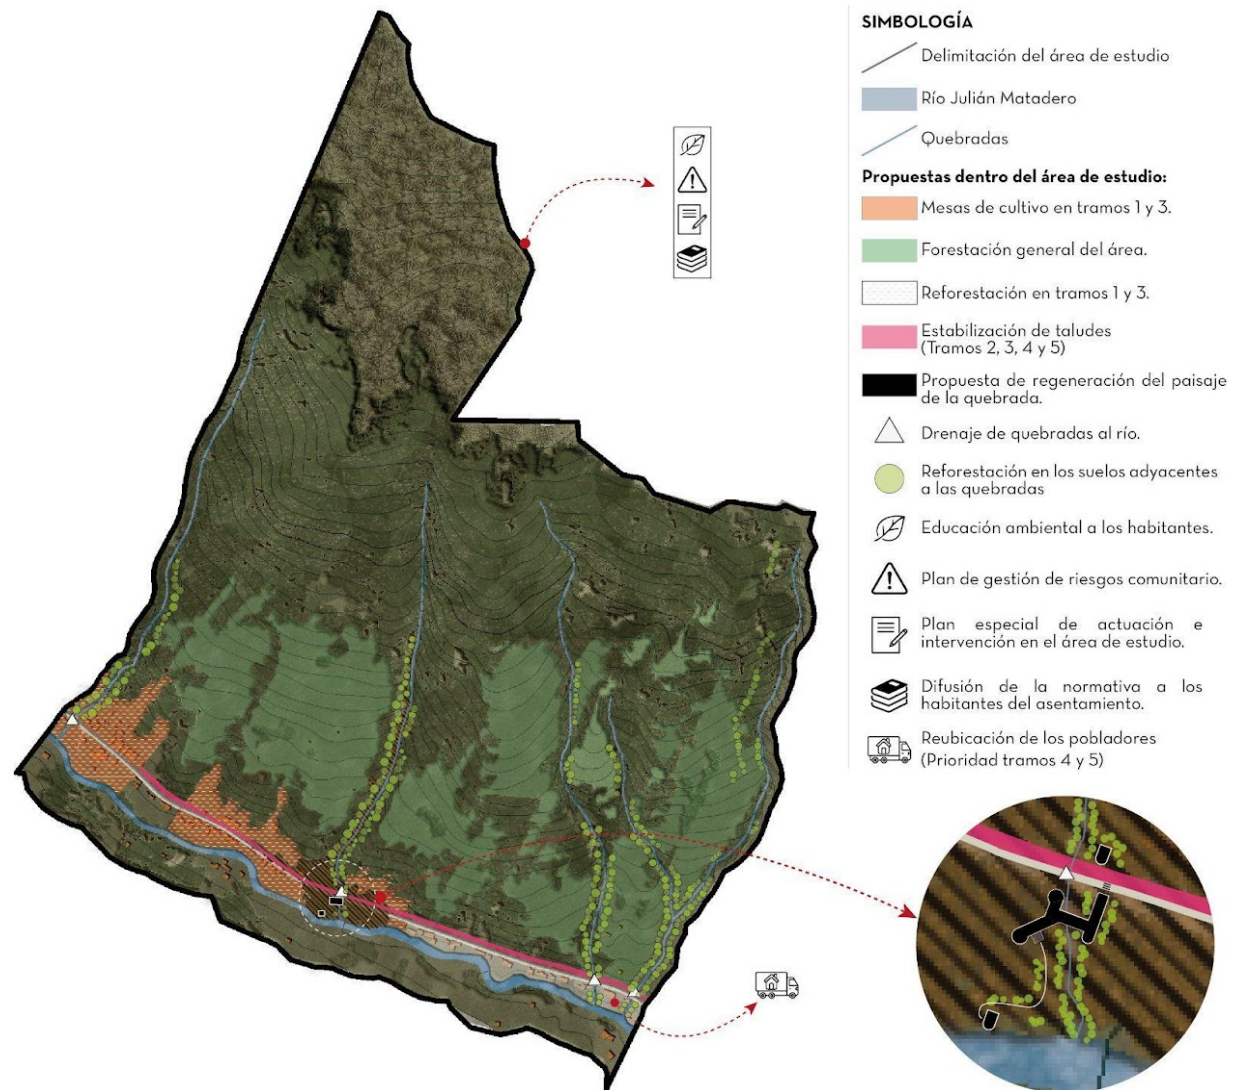 SIMBOLOGÍA
Delimitación del área de estudio
Río Julián Matadero
Quebradas
Propuestas dentro del área de estudio:
Mesas de cultivo en tramos 1 y 3.
Forestación general del área.
Reforestación en tramos 1 y 3.
Estabilización de taludes
(Tramos 2, 3, 4 y 5)
Propuesta de regeneración del paisaje
de la quebrada.
Drenaje de quebradas al río.
Reforestación en los suelos adyacentes
a las quebradas
Educación ambiental a los habitantes.
Plan de gestión de riesgos comunitario.
Plan especial de actuación e
intervención en el área de estudio.
Difusión de la normativa a los
habitantes del asentamiento.
Reubicación de los pobladores
(Prioridad tramos 4 y 5)